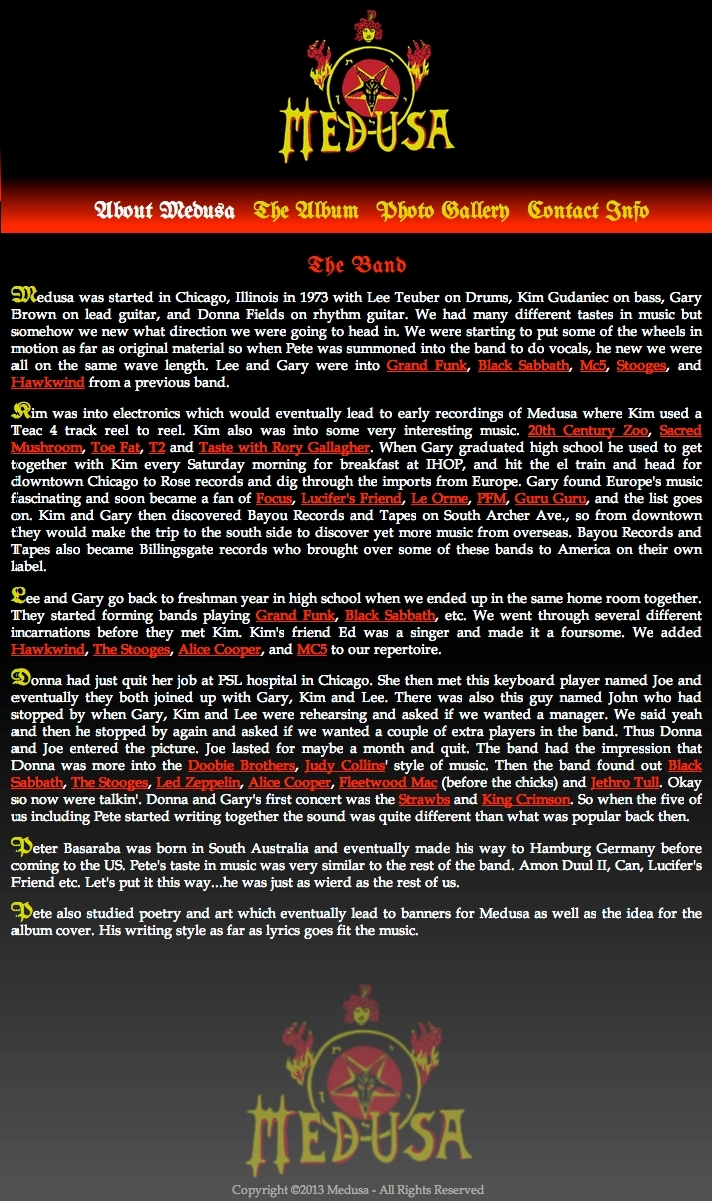 MEDUSA
About Medusa The Album Photo Gallery Contact Info
The Band
Medusa was started in Chicago, Illinois in 1973 with Lee Teuber on Drums, Kim Gudaniec on bass, Gary
Brown on lead guitar, and Donna Fields on rhythm guitar. We had many different tastes in music but
somehow we new what direction we were going to head in. We were starting to put some of the wheels in
motion as far as original material so when Pete was summoned into the band to do vocals, he new we were
all on the same wave length. Lee and Gary were into Grand Funk, Black Sabbath, Mc5, Stooges, and
Hawkwind from a previous band.
Kim was into electronics which would eventually lead to early recordings of Medusa where Kim used a
Teac 4 track reel to reel. Kim also was into some very interesting music. 20th Century Zoo, Sacred
Mushroom, Toe Fat, T2 and Taste with Rory Gallagher. When Gary graduated high school he used to get
together with Kim every Saturday morning for breakfast at IHOP, and hit the el train and head for
downtown Chicago to Rose records and dig through the imports from Europe. Gary found Europe's music
fascinating and soon became a fan of Focus, Lucifer's Friend, Le Orme, PFM, Guru Guru, and the list goes
on. Kim and Gary then discovered Bayou Records and Tapes on South Archer Ave., so from downtown
they would make the trip to the south side to discover yet more music from overseas. Bayou Records and
Tapes also became Billingsgate records who brought over some of these bands to America on their own
label.
Lee and Gary go back to freshman year in high school when we ended up in the same home room together.
They started forming bands playing Grand Funk, Black Sabbath, etc. We went through several different
incarnations before they met Kim. Kim's friend Ed was a singer and made it a foursome. We added
Hawkwind, The Stooges, Alice Cooper, and MC5 to our repertoire.
Donna had just quit her job at PSL hospital in Chicago. She then met this keyboard player named Joe and
eventually they both joined up with Gary, Kim and Lee. There was also this guy named John who had
stopped by when Gary, Kim and Lee were rehearsing and asked if we wanted a manager. We said yeah
and then he stopped by again and asked if we wanted a couple of extra players in the band. Thus Donna
and Joe entered the picture. Joe lasted for maybe a month and quit. The band had the impression that
Donna was more into the Doobie Brothers, Judy Collins' style of music. Then the band found out Black
Sabbath, The Stooges, Led Zeppelin, Alice Cooper, Fleetwood Mac (before the chicks) and Jethro Tull. Okay
so now were talkin'. Donna and Gary's first concert was the Strawbs and King Crimson. So when the five of
us including Pete started writing together the sound was quite different than what was popular back then.
Peter Basaraba was born in South Australia and eventually made his way to Hamburg Germany before
coming to the US. Pete's taste in music was very similar to the rest of the band. Amon Duul II, Can, Lucifer's
Friend etc. Let's put it this way...he was just as wierd as the rest of us.
Pete also studied poetry and art which eventually lead to banners for Medusa as well as the idea for the
album cover. His writing style as far as lyrics goes fit the music.
MEDUSA
Copyright ©2013 Medusa - All Rights Reserved